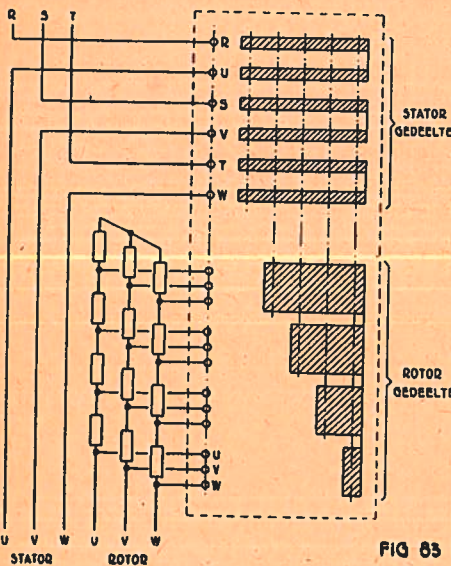 R S T
R
U
S
V
T
W
STATOR
GEDEELTE
ROTOR
GEDEELTE
U
V
W
U V W U V W
STATOR ROTOR
FIG 83